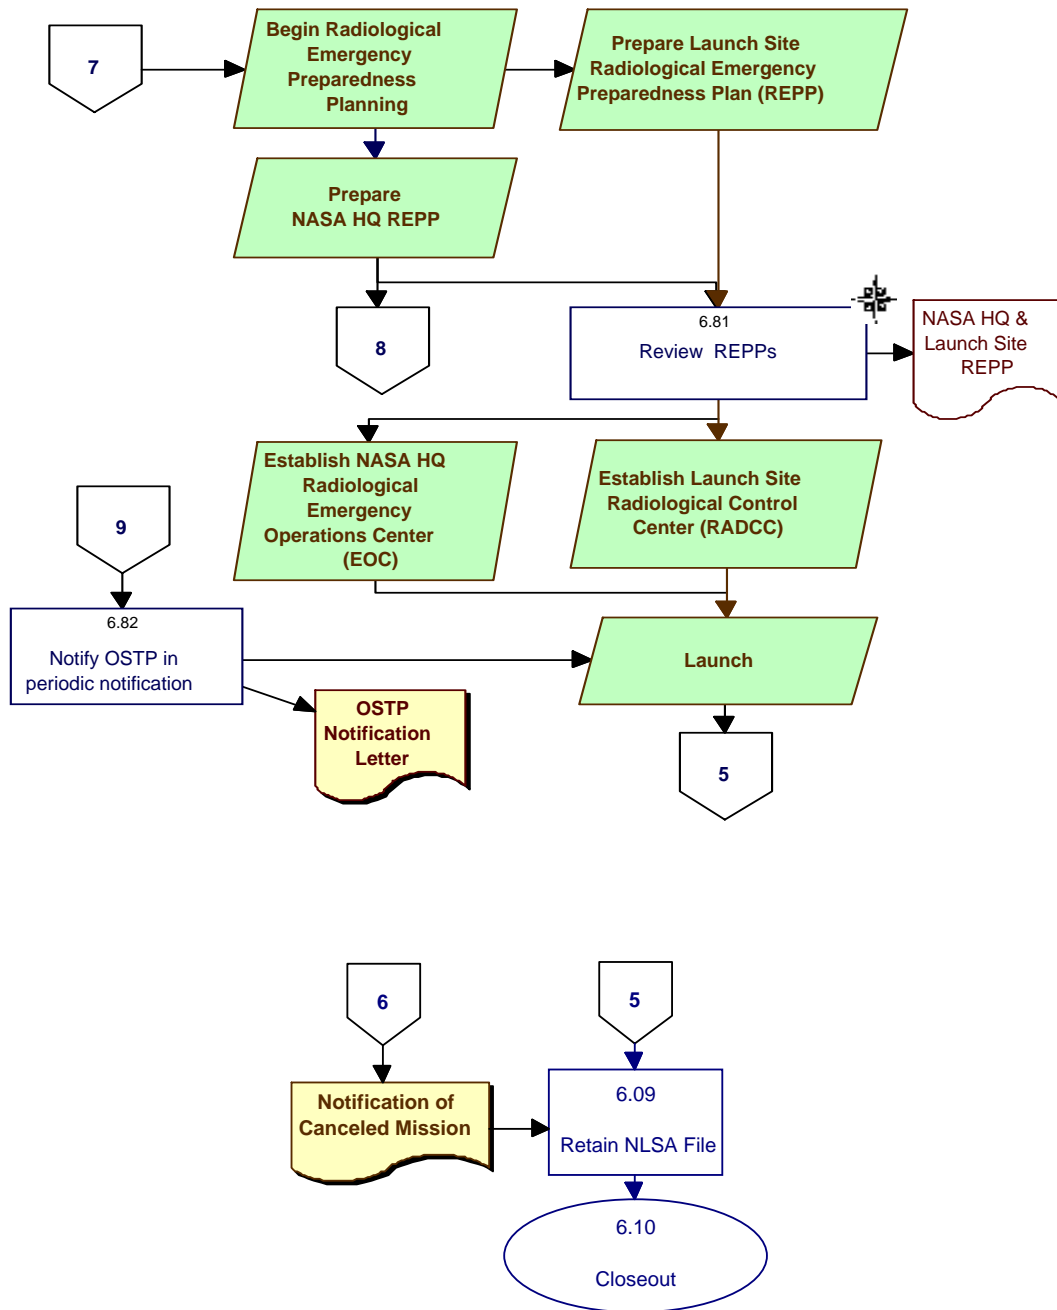 7
Begin Radiological
Emergency
Preparedness
Planning
Prepare Launch Site
Radiological Emergency
Preparedness Plan (REPP)
Prepare
NASA HQ REPP
8
6.81
Review REPPs
NASA HQ &
Launch Site
REPP
Establish NASA HQ
Radiological
Emergency
Operations Center
(EOC)
Establish Launch Site
Radiological Control
Center (RADCC)
9
6.82
Notify OSTP in
periodic notification
Launch
OSTP
Notification
Letter
5
6
5
Notification of
Canceled Mission
6.09
Retain NLSA File
6.10
Closeout